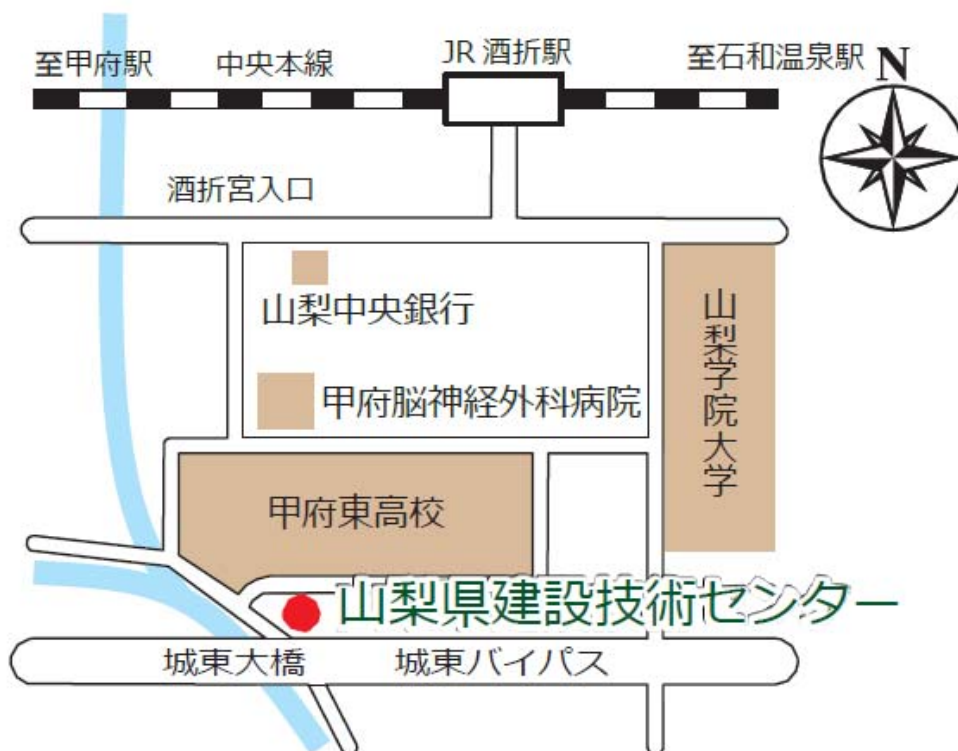 至甲府駅
中央本線
JR 酒折駅
至石和温泉駅
N
酒折宮入口
山梨中央銀行
甲府脳神経外科病院
山梨学院大学
甲府東高校
山梨県建設技術センター
城東大橋
城東バイパス